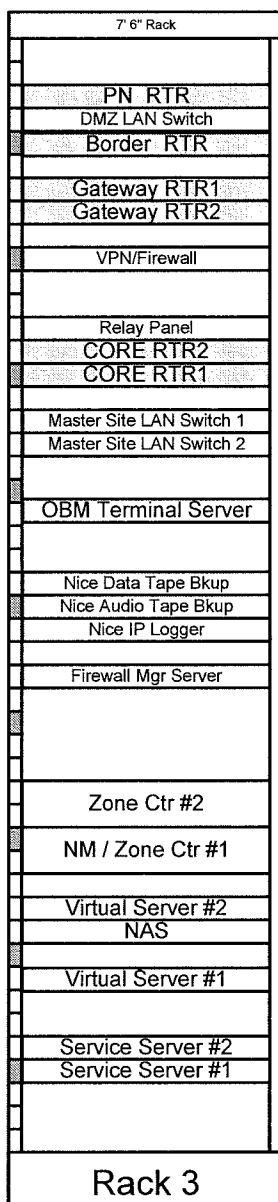 7' 6" Rack
PN RTR
DMZ LAN Switch
Border RTR
Gateway RTR1
Gateway RTR2
VPN/Firewall
Relay Panel
CORE RTR2
CORE RTR1
Master Site LAN Switch 1
Master Site LAN Switch 2
OBM Terminal Server
Nice Data Tape Bkup
Nice Audio Tape Bkup
Nice IP Logger
Firewall Mgr Server
Zone Ctr #2
NM / Zone Ctr #1
Virtual Server #2
NAS
Virtual Server #1
Service Server #2
Service Server #1
Rack 3